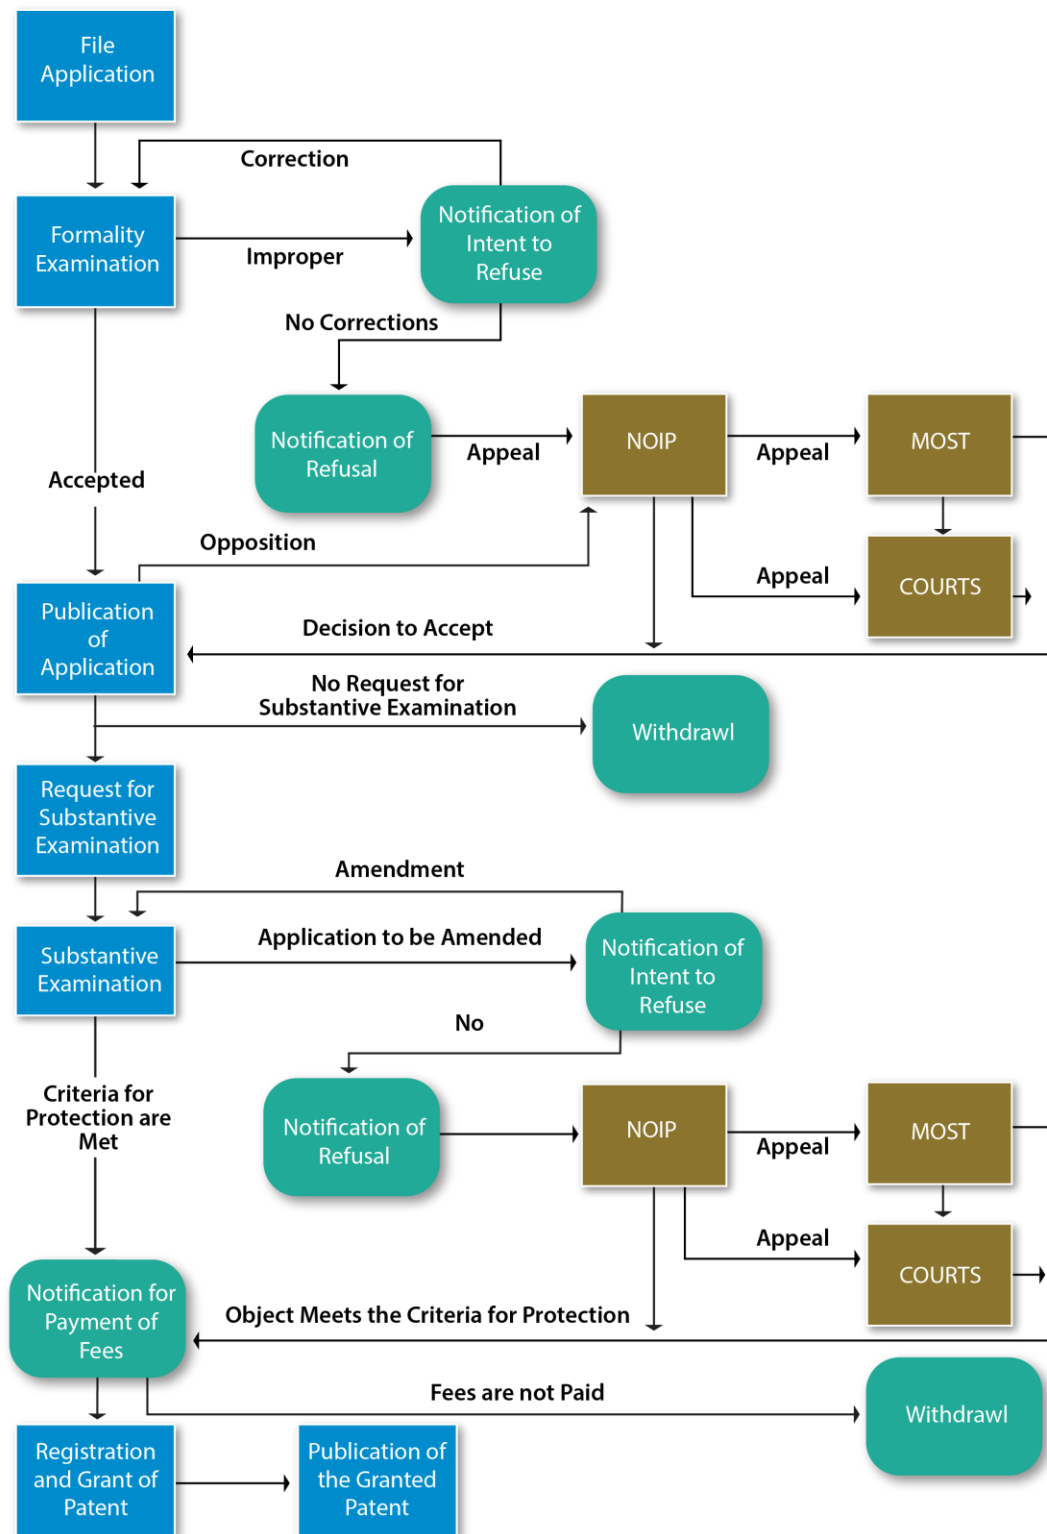 File
Application
Correction
Formality
Examination
Improper
Notification of
Intent to
Refuse
No Corrections
Notification of
Refusal
Appeal
NOIP
Appeal
MOST
Accepted
Opposition
Appeal
COURTS
Publication
of
Application
Decision to Accept
No Request for
Substantive Examination
Withdrawl
Request for
Substantive
Examination
Amendment
Substantive
Examination
Application to be Amended
Notification of
Intent to
Refuse
No
Criteria for
Protection are
Met
Notification of
Refusal
NOIP
Appeal
MOST
Appeal
COURTS
Notification for
Payment of
Fees
Object Meets the Criteria for Protection
Fees are not Paid
Withdrawl
Registration
and Grant of
Patent
Publication of
the Granted
Patent